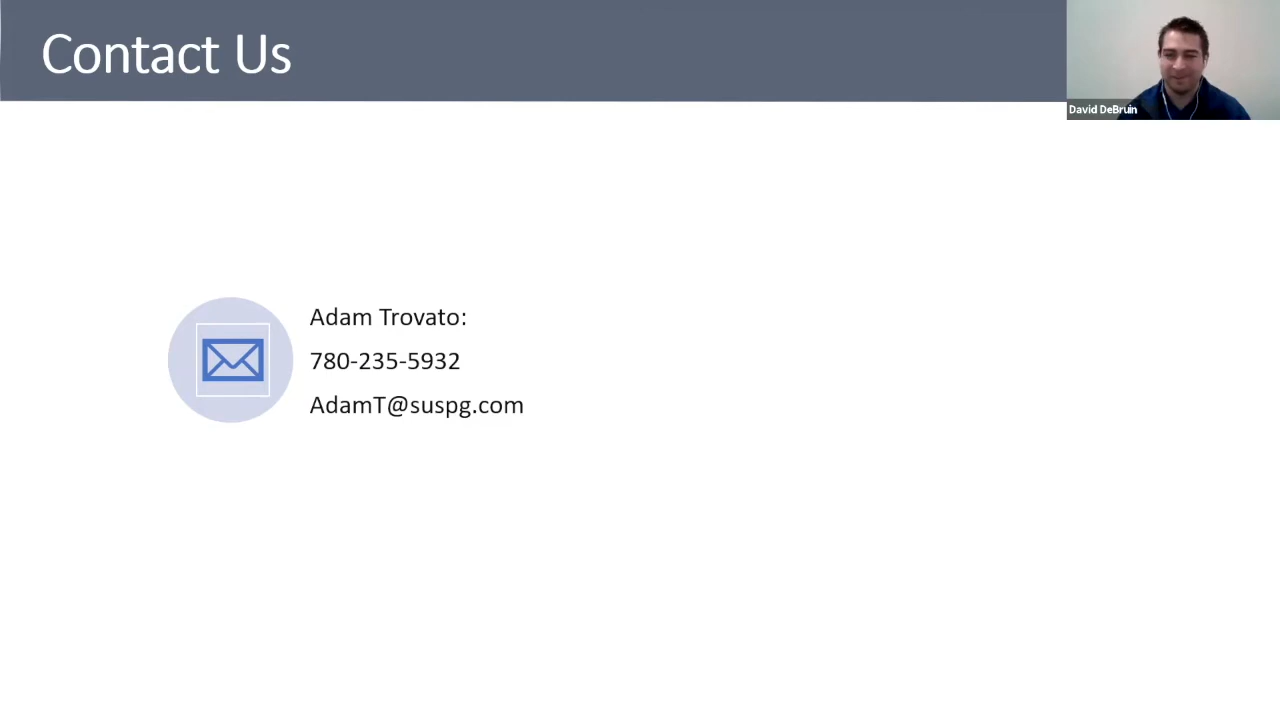 Contact Us
David DeBruin
Adam Trovato:
780-235-5932
AdamT@suspg.com